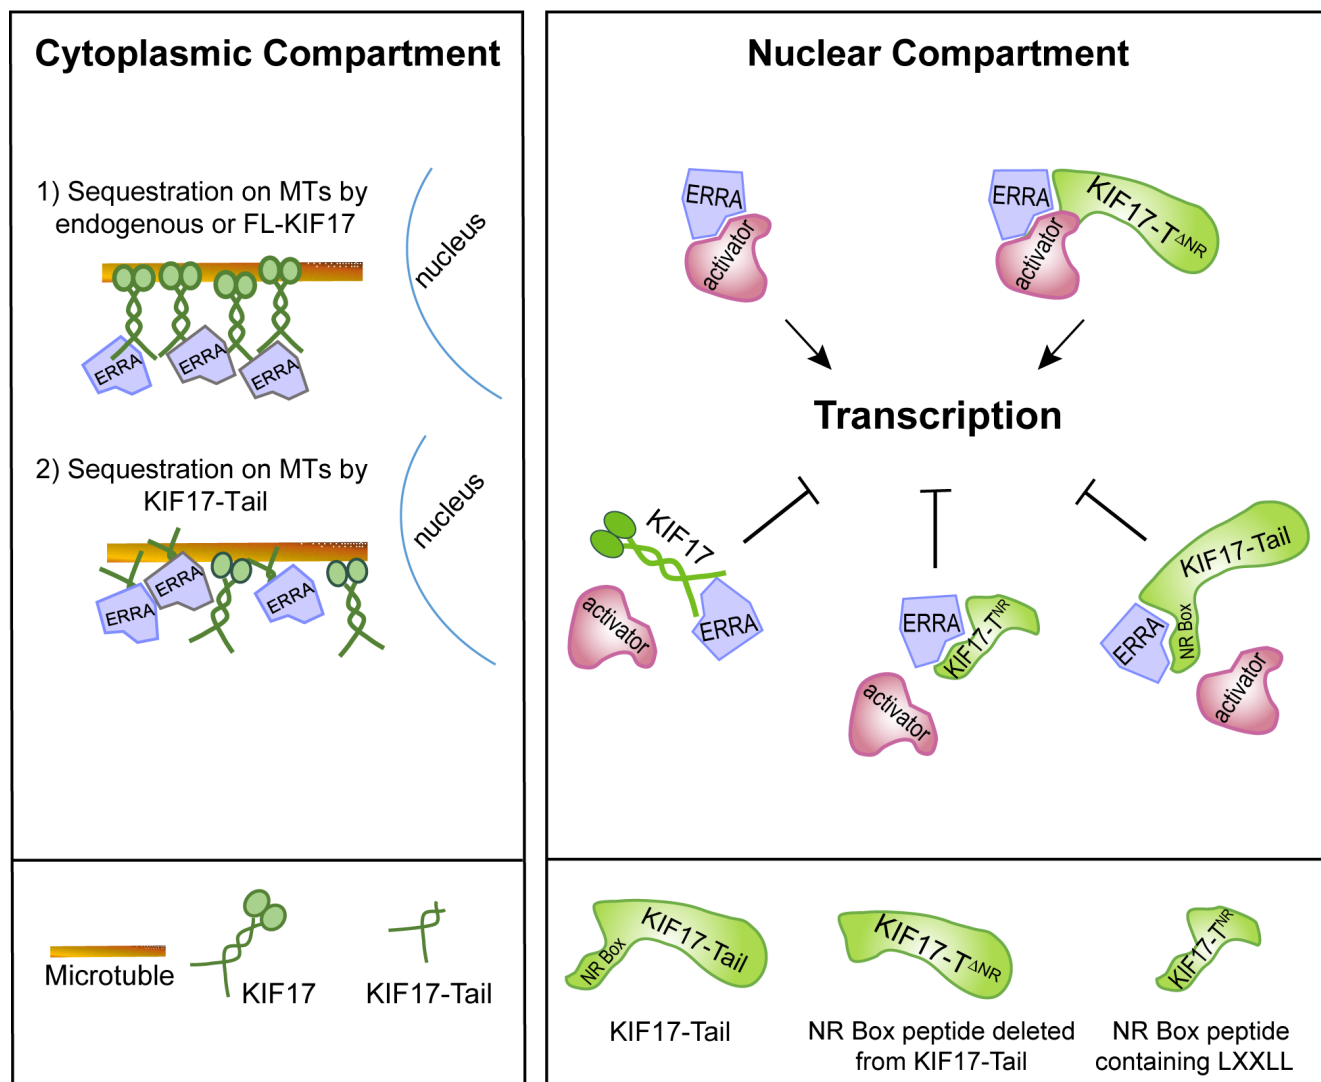 Cytoplasmic Compartment
1) Sequestration on MTs by
endogenous or FL-KIF17
nucleus
ERRA
ERRA
ERRA
2) Sequestration on MTs by
KIF17-Tail
nucleus
ERRA
ERRA
ERRA
Microtuble
KIF17
KIF17-Tail
Nuclear Compartment
ERRA
activator
ERRA
activator
KIF17-TΔNR
Transcription
KIF17
activator
ERRA
ERRA
KIF17-TNR
activator
KIF17-Tail
NR Box
ERRA
activator
KIF17-Tail
NR Box
KIF17-Tail
KIF17-TΔNR
NR Box peptide deleted
from KIF17-Tail
KIF17-TNR
NR Box peptide
containing LXXLL